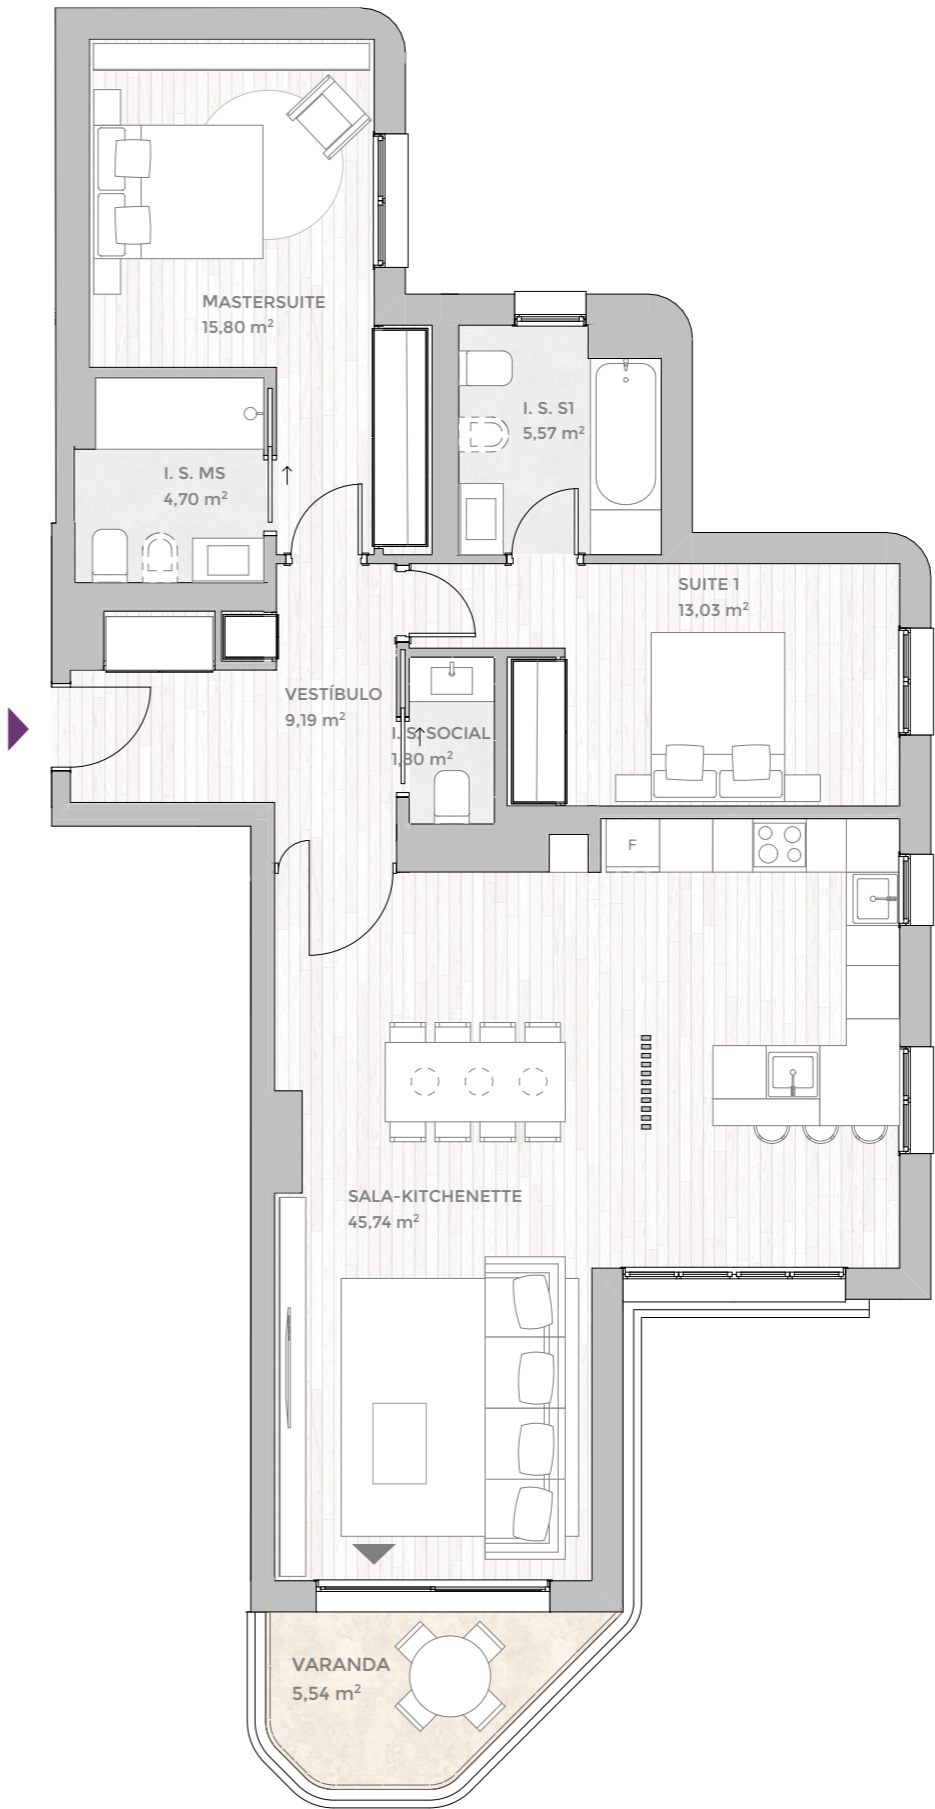 MASTERSUITE
15,80 m²
I. S. S1
5,57 m²
I. S. MS
4,70 m²
SUITE 1
13,03 m²
VESTÍBULO
9,19 m²
I. S. SOCIAL
1,80 m²
F
SALA-KITCHENETTE
45,74 m²
VARANDA
5,54 m²